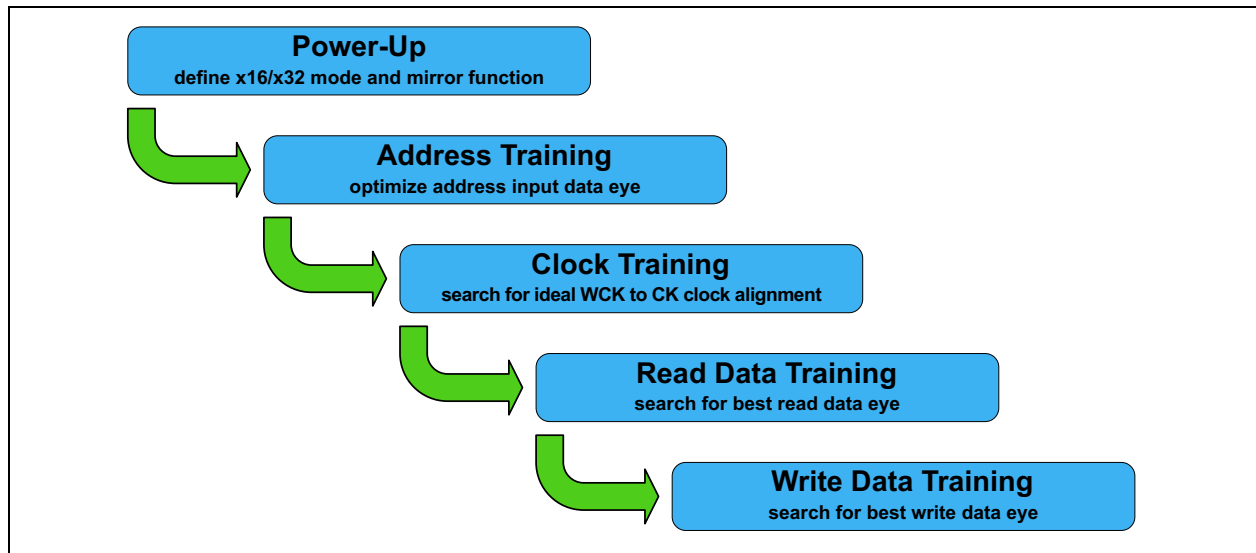 Power-Up
define x16/x32 mode and mirror function
Address Training
optimize address input data eye
Clock Training
search for ideal WCK to CK clock alignment
Read Data Training
search for best read data eye
Write Data Training
search for best write data eye